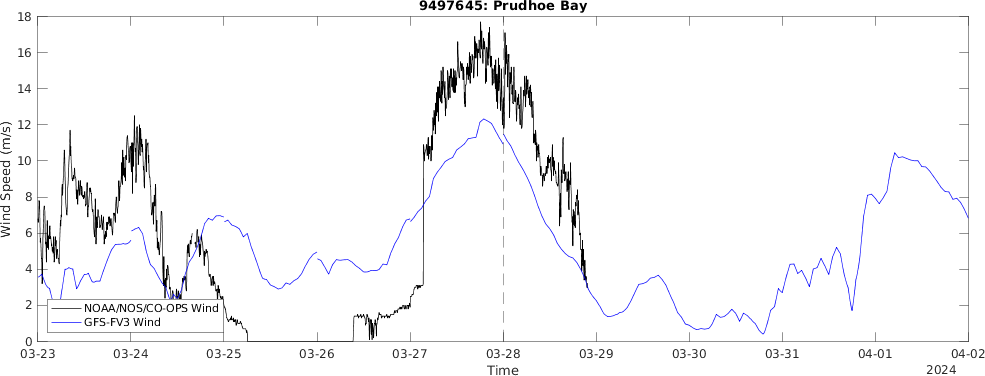 9497645: Prudhoe Bay
18
16
14
12
10
8
6
4
2
0
Wind Speed (m/s)
NOAA/NOS/CO-OPS Wind
GFS-FV3 Wind
03-23 03-24 03-25 03-26 03-27 03-28 03-29 03-30 03-31 04-01 04-02
Time
2024